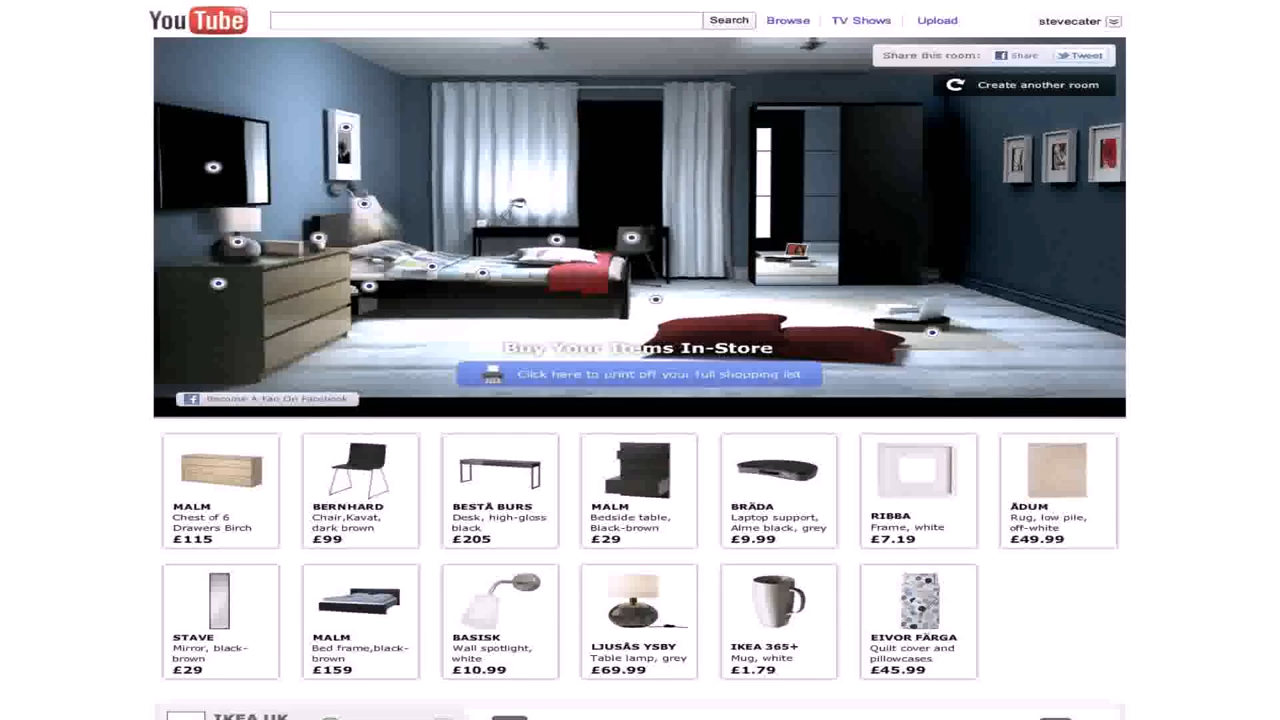 YouTube
Search Browse TV Shows Upload stevecater
Share this room: Share Tweet
Create another room
Buy Your Items In-Store
Click here to print off your full shopping list
Become A Fan On Facebook
MALM
Chest of 6
Drawers Birch
£115
BERNHARD
Chair,Kavat,
dark brown
£99
BESTÅ BURS
Desk, high-gloss
black
£205
MALM
Bedside table,
Black-brown
£29
BRÄDA
Laptop support,
Alme black, grey
£9.99
RIBBA
Frame, white
£7.19
ÅDUM
Rug, low pile,
off-white
£49.99
STAVE
Mirror, black-
brown
£29
MALM
Bed frame,black-
brown
£159
BASISK
Wall spotlight,
white
£10.99
LJUSÅS YSBY
Table lamp, grey
£69.99
IKEA 365+
Mug, white
£1.79
EIVOR FÄRGA
Quilt cover and
pillowcases
£45.99
IKEA UK